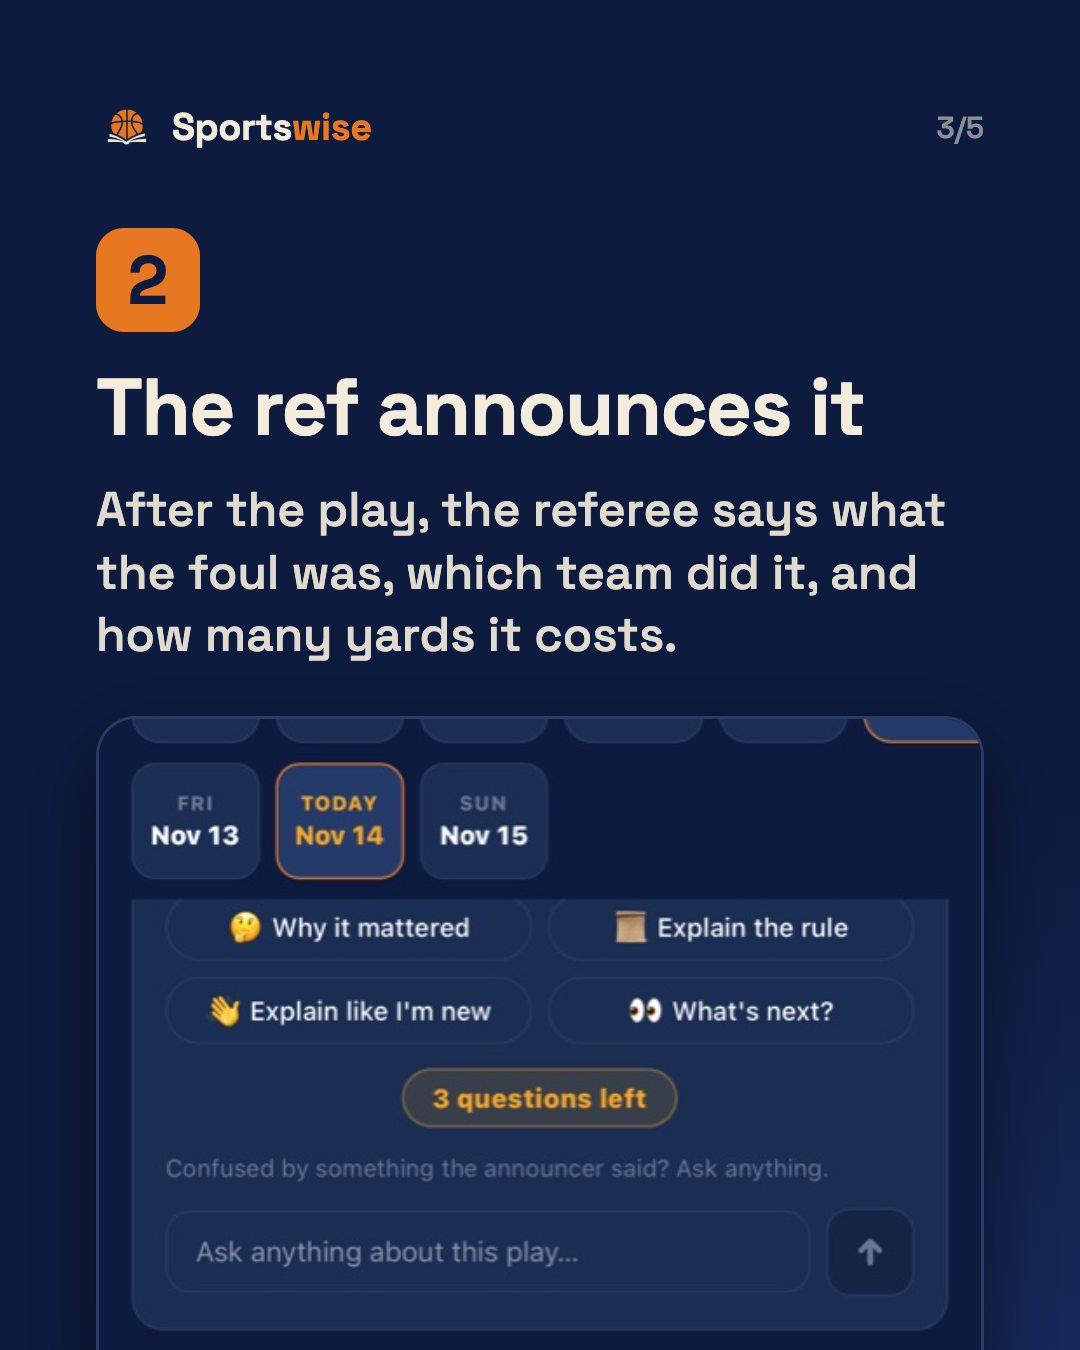 Sportswise
3/5
2
The ref announces it
After the play, the referee says what
the foul was, which team did it, and
how many yards it costs.
FRI
Nov 13
TODAY
Nov 14
SUN
Nov 15
🤔 Why it mattered
📜 Explain the rule
👋 Explain like I'm new
👀 What's next?
3 questions left
Confused by something the announcer said? Ask anything.
Ask anything about this play...